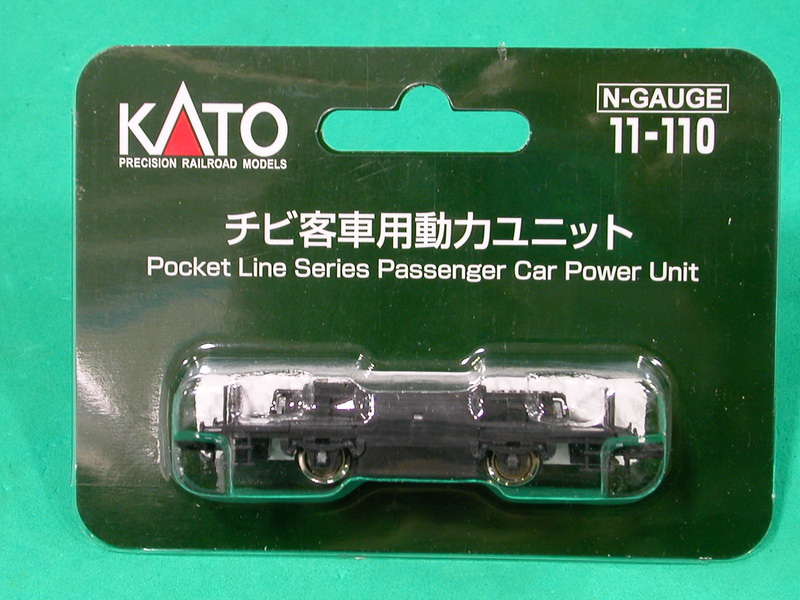 KATO
PRECISION RAILROAD MODELS
N-GAUGE
11-110
チビ客車用動力ユニット
Pocket Line Series Passenger Car Power Unit